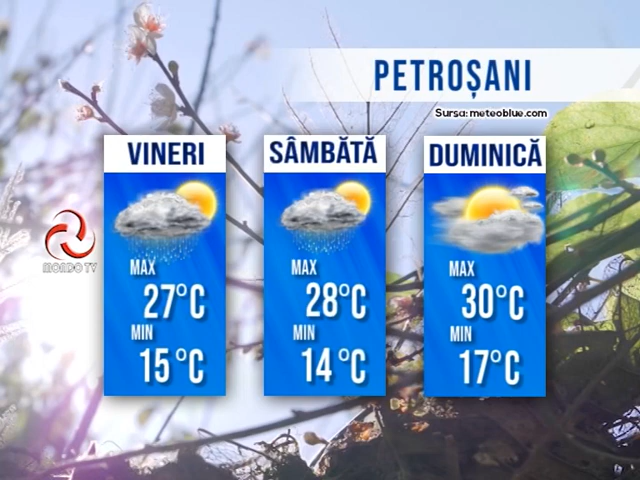 PETROȘANI
Sursa: meteoblue.com
VINERI
MAX
27°C
MIN
15°C
SÂMBĂTĂ
MAX
28°C
MIN
14°C
DUMINICĂ
MAX
30°C
MIN
17°C
MONDO TV